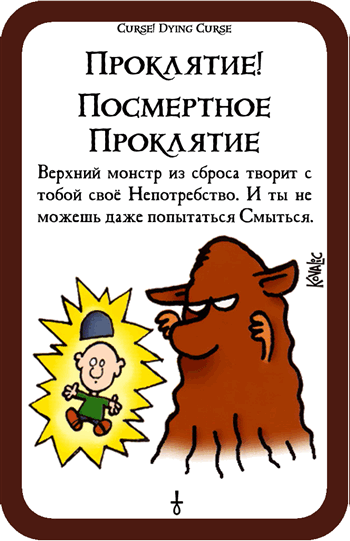 Curse! Dying Curse
Проклятие!
Посмертное
Проклятие
Верхний монстр из сброса творит с
тобой своё Непотребство. И ты не
можешь даже попытаться Смыться.
Kovalic